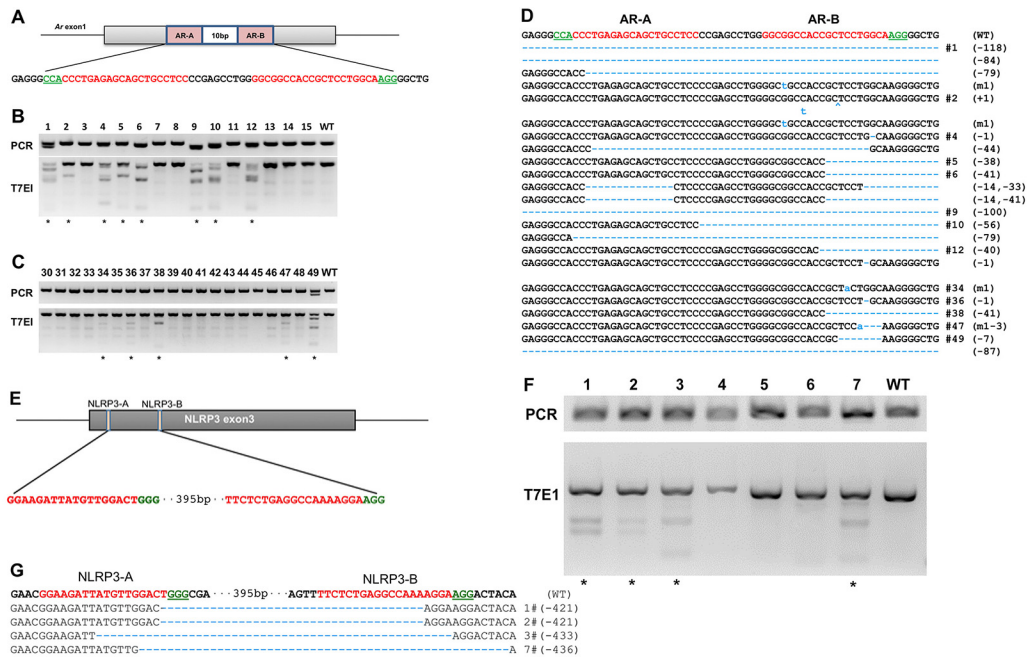 A
Ar exon1
AR-A 10bp AR-B
GAGGGCCACCCTGAGAGCAGCTGCCTCCCCGAGCCTGGGGCGGCCACCGCTCCTGGCAAGGGGCTG
B
1 2 3 4 5 6 7 8 9 10 11 12 13 14 15 WT
PCR
T7EI
* * * * * * * *
C
30 31 32 33 34 35 36 37 38 39 40 41 42 43 44 45 46 47 48 49 WT
PCR
T7EI
* * * * *
D
AR-A AR-B
GAGGGCCACCCTGAGAGCAGCTGCCTCCCCGAGCCTGGGGCGGCCACCGCTCCTGGCAAGGGGCTG (WT)
------ #1 (-118)
------ (-84)
GAGGGCCACC------ (-79)
GAGGGCCACCCTGAGAGCAGCTGCCTCCCCGAGCCTGGGGCtGCCACCGCTCCTGGCAAGGGGCTG (m1)
GAGGGCCACCCTGAGAGCAGCTGCCTCCCCGAGCCTGGGGCGGCCACCGCTCCTGGCAAGGGGCTG #2 (+1)
^
t
GAGGGCCACCCTGAGAGCAGCTGCCTCCCCGAGCCTGGGGCtGCCACCGCTCCTGGCAAGGGGCTG (m1)
GAGGGCCACCCTGAGAGCAGCTGCCTCCCCGAGCCTGGGGCGGCCACCGCTCCTG-CAAGGGGCTG #4 (-1)
GAGGGCCACCC------GCAAGGGGCTG (-44)
GAGGGCCACCCTGAGAGCAGCTGCCTCCCCGAGCCTGGGGCGGCCACC------ #5 (-38)
GAGGGCCACCCTGAGAGCAGCTGCCTCCCCGAGCCTGGGGCGGCCACC------ #6 (-41)
GAGGGCCACC------CTGCCTCCCCGAGCCTGGGGCGGCCACCGCTCCT------ (-14,-33)
GAGGGCCACC------CTGCCTCCCCGAGCCTGGGGCGGCCACC------ (-14,-41)
------ #9 (-100)
GAGGGCCACCCTGAGAGCAGCTGCCTCC------ #10 (-56)
GAGGGCCA------ (-79)
GAGGGCCACCCTGAGAGCAGCTGCCTCCCCGAGCCTGGGGCGGCCAC------ #12 (-40)
GAGGGCCACCCTGAGAGCAGCTGCCTCCCCGAGCCTGGGGCGGCCACCGCTCCT-GCAAGGGGCTG (-1)
GAGGGCCACCCTGAGAGCAGCTGCCTCCCCGAGCCTGGGGCGGCCACCGCTaCTGGCAAGGGGCTG #34 (m1)
GAGGGCCACCCTGAGAGCAGCTGCCTCCCCGAGCCTGGGGCGGCCACCGCTCCT-GCAAGGGGCTG #36 (-1)
GAGGGCCACCCTGAGAGCAGCTGCCTCCCCGAGCCTGGGGCGGCCACC------ #38 (-41)
GAGGGCCACCCTGAGAGCAGCTGCCTCCCCGAGCCTGGGGCGGCCACCGCTCCa---AAGGGGCTG #47 (m1-3)
GAGGGCCACCCTGAGAGCAGCTGCCTCCCCGAGCCTGGGGCGGCCACCGC-------AAGGGGCTG #49 (-7)
------ (-87)
E
NLRP3-A NLRP3-B
NLRP3 exon3
GGAAGATTATGTTGGACTGGG ··395bp·· TTCTCTGAGGCCAAAAGGAAGG
F
1 2 3 4 5 6 7 WT
PCR
T7E1
* * * *
G
NLRP3-A NLRP3-B
GAACGGAAGATTATGTTGGACTGGGCGA··· 395bp··· AGTTTTCTCTGAGGCCAAAAGGAAGGACTACA (WT)
GAACGGAAGATTATGTTGGAC------AGGAAGGACTACA 1#(-421)
GAACGGAAGATTATGTTGGAC------AGGAAGGACTACA 2#(-421)
GAACGGAAGATT------AGGACTACA 3#(-433)
GAACGGAAGATTATGTTG------A 7#(-436)